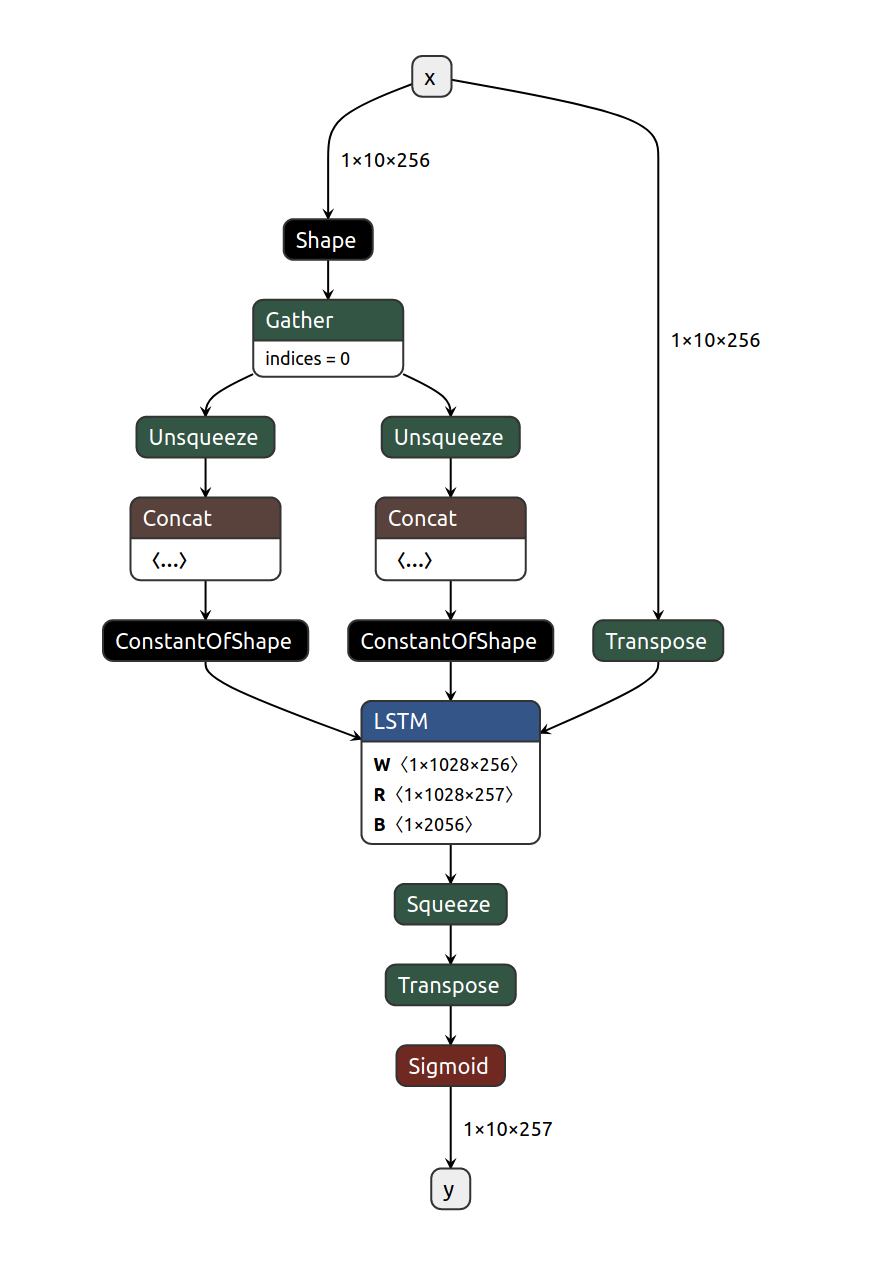 x
1×10×256
Shape
Gather
indices = 0
1×10×256
Unsqueeze
Unsqueeze
Concat
〈…〉
Concat
〈…〉
ConstantOfShape
ConstantOfShape
Transpose
LSTM
W 〈1×1028×256〉
R 〈1×1028×257〉
B 〈1×2056〉
Squeeze
Transpose
Sigmoid
1×10×257
y